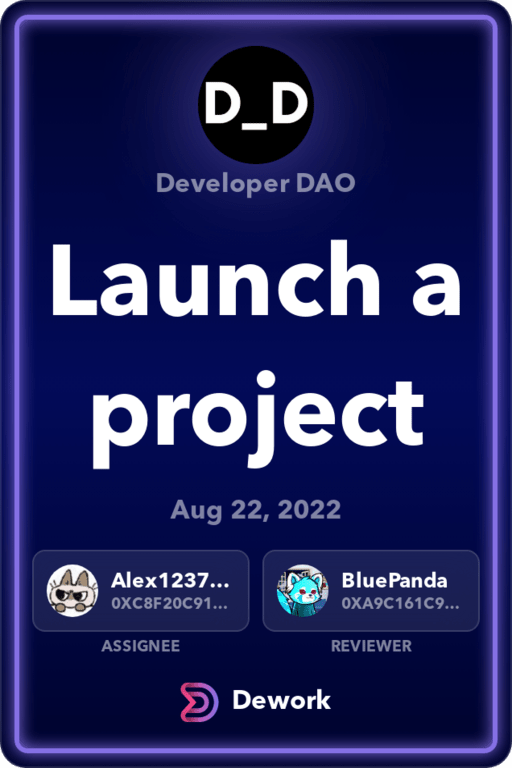 D_D
Developer DAO
Launch a
project
Aug 22, 2022
Alex1237...
0XC8F20C91...
ASSIGNEE
BluePanda
0XA9C161C9...
REVIEWER
Dework